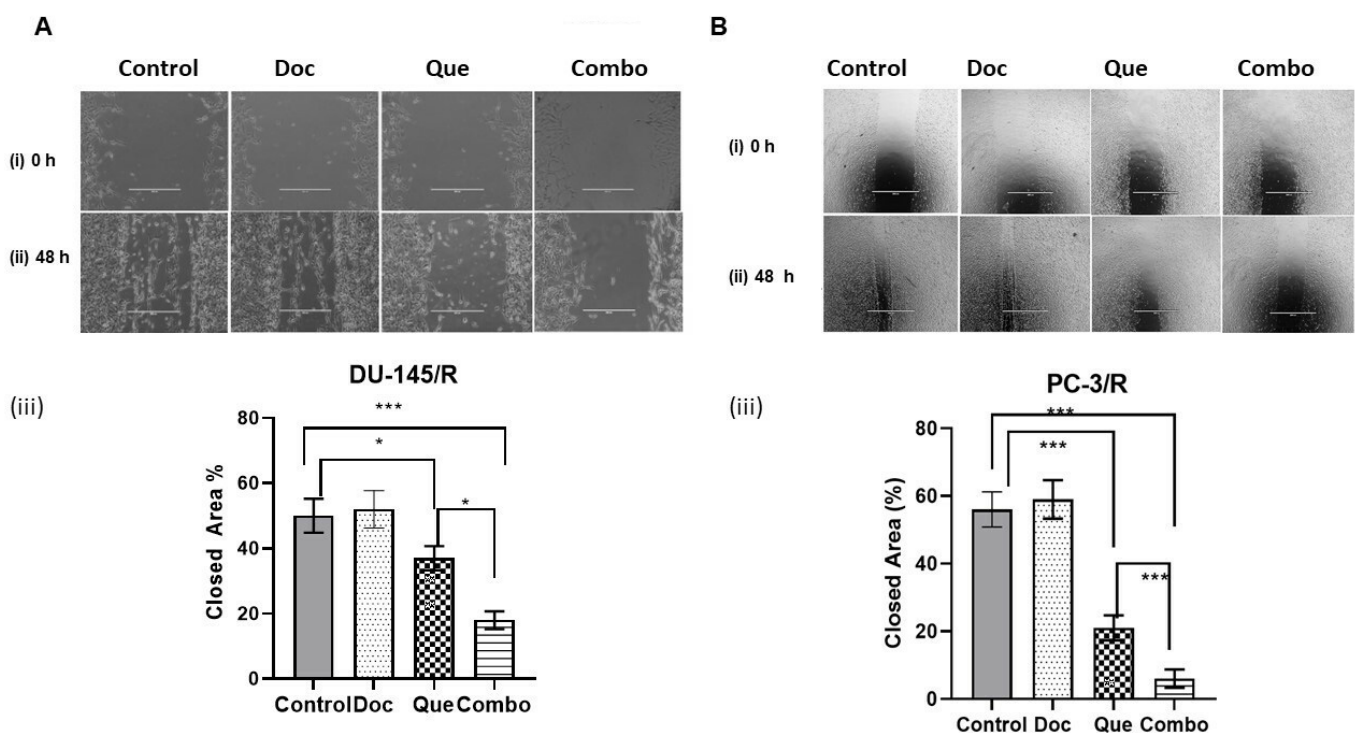 A
Control Doc Que Combo
(i) 0 h
(ii) 48 h
(iii)
DU-145/R
Closed Area %
80
60
40
20
0
***
*
*
Control Doc Que Combo
B
Control Doc Que Combo
(i) 0 h
(ii) 48 h
(iii)
PC-3/R
Closed Area (%)
80
60
40
20
0
***
***
***
Control Doc Que Combo